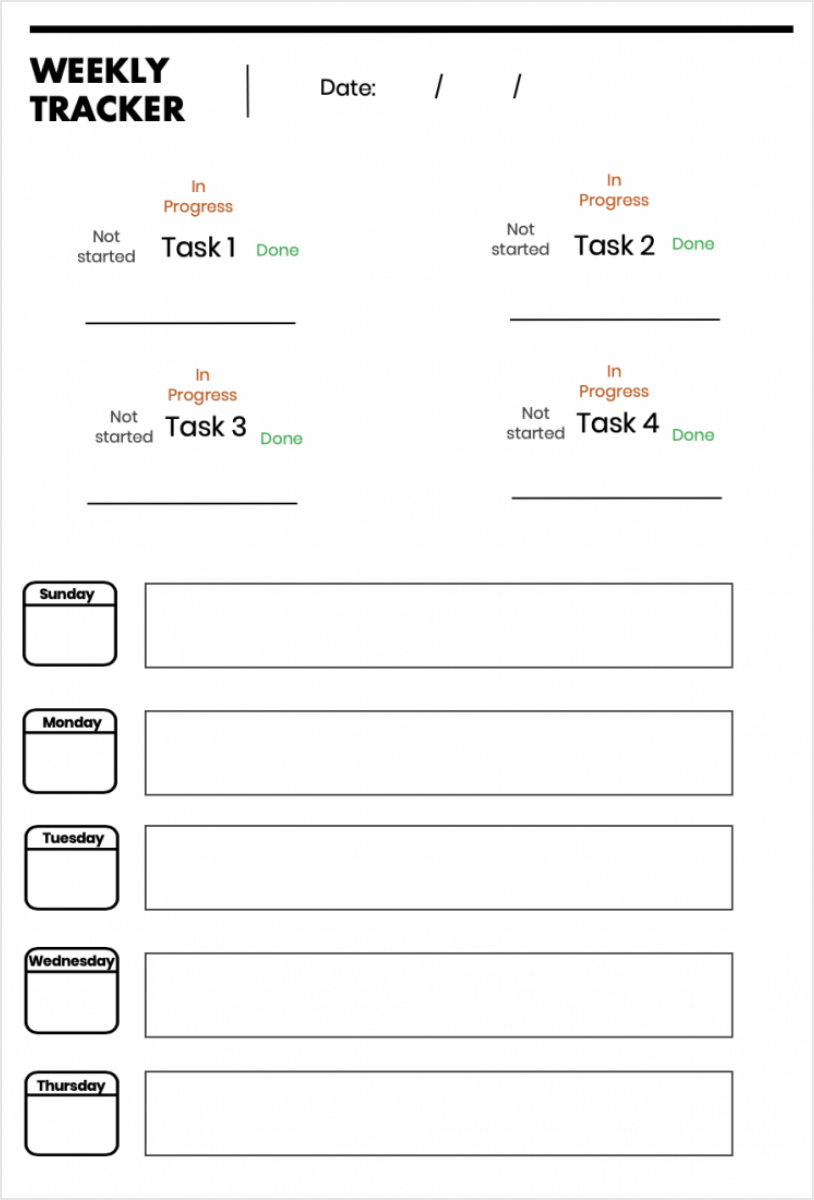 WEEKLY
TRACKER
Date: / /
In
Progress
Not
started
Task 1
Done
In
Progress
Not
started
Task 2
Done
In
Progress
Not
started
Task 3
Done
In
Progress
Not
started
Task 4
Done
Sunday
Monday
Tuesday
Wednesday
Thursday